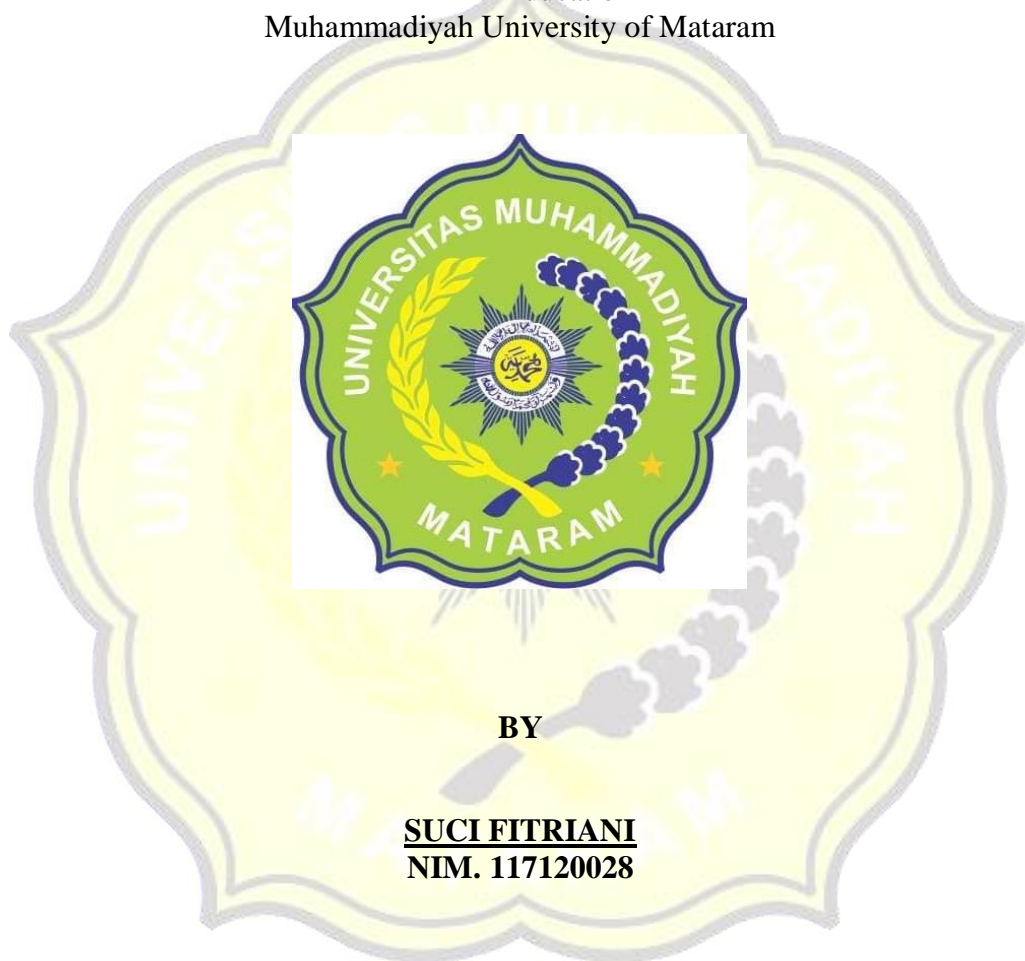 Muhammadiyah University of Mataram
UNIVERSITAS MUHAMMADIYAH
MATARAM
BY
SUCI FITRIANI
NIM. 117120028